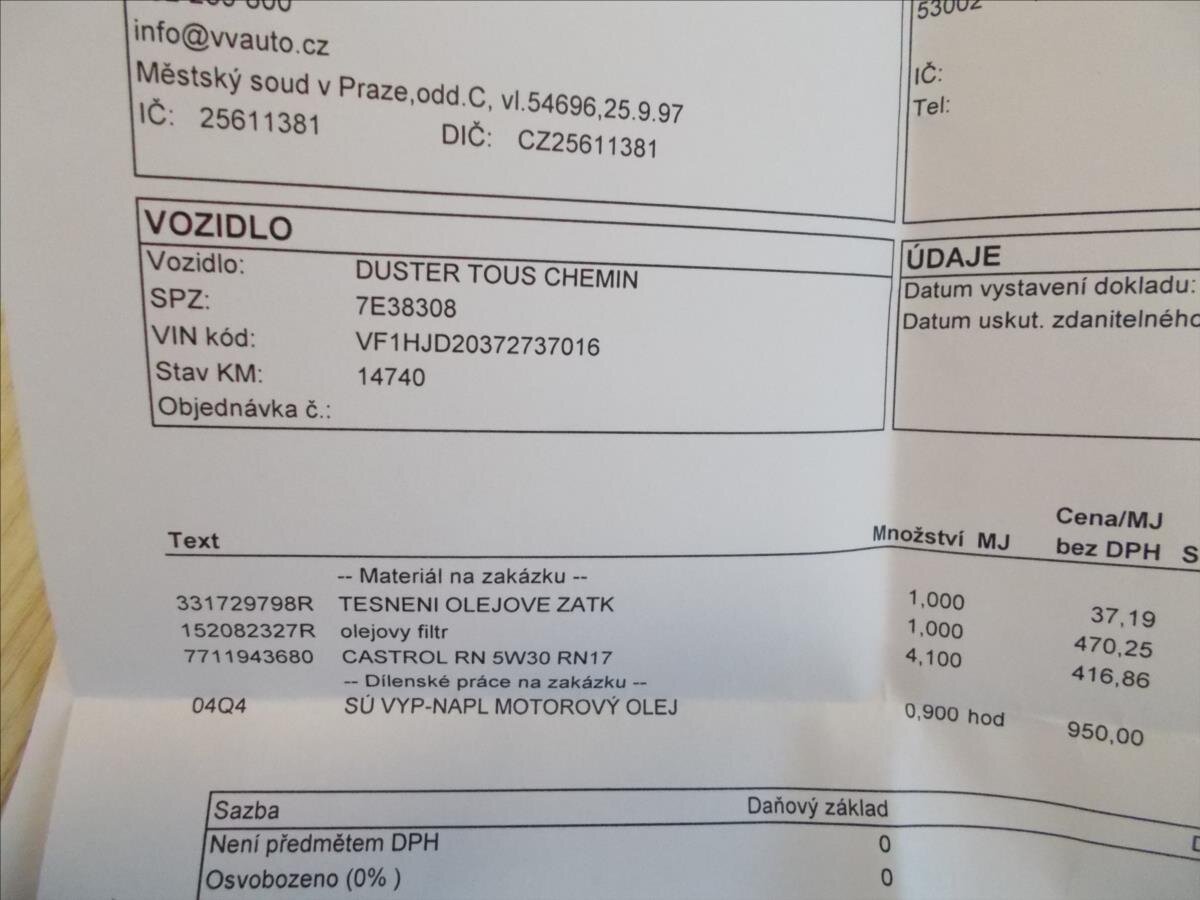 info@vvauto.cz
Městský soud v Praze,odd.C, vl.54696,25.9.97
IČ: 25611381 DIČ: CZ25611381
53002
IČ:
Tel:
VOZIDLO
Vozidlo: DUSTER TOUS CHEMIN
SPZ: 7E38308
VIN kód: VF1HJD20372737016
Stav KM: 14740
Objednávka č.:
ÚDAJE
Datum vystavení dokladu:
Datum uskut. zdanitelného
Text Množství MJ Cena/MJ bez DPH S
-- Materiál na zakázku --
331729798R TESNENI OLEJOVE ZATK 1,000 37,19
152082327R olejovy filtr 1,000 470,25
7711943680 CASTROL RN 5W30 RN17 4,100 416,86
-- Dílenské práce na zakázku --
04Q4 SÚ VYP-NAPL MOTOROVÝ OLEJ 0,900 hod 950,00
Sazba Daňový základ
Není předmětem DPH 0
Osvobozeno (0% ) 0